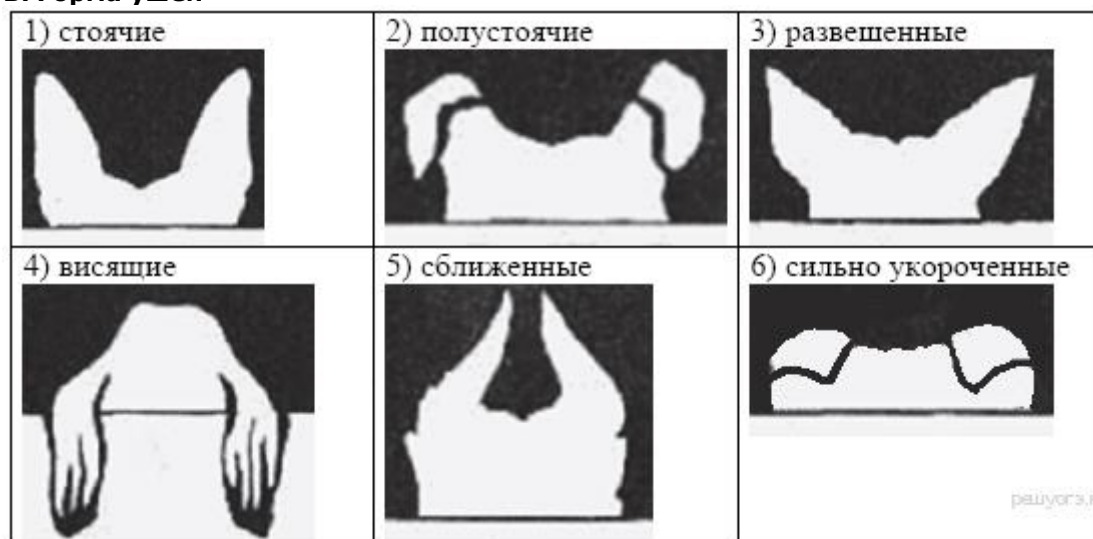 1) стоячие
2) полустоячие
3) развешенные
4) висящие
5) сближенные
6) сильно укороченные